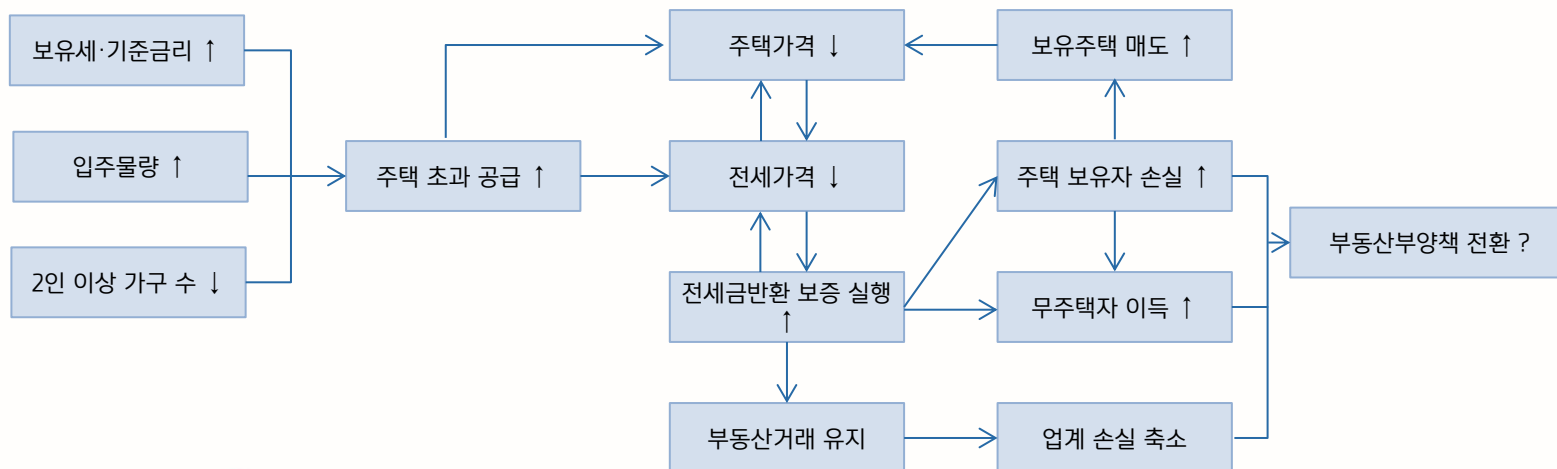 보유세·기준금리 ↑
주택가격 ↓
보유주택 매도 ↑
입주물량 ↑
주택 초과 공급 ↑
전세가격 ↓
주택 보유자 손실 ↑
부동산부양책 전환 ?
2인 이상 가구 수 ↓
전세금반환 보증 실행
↑
무주택자 이득 ↑
부동산거래 유지
업계 손실 축소